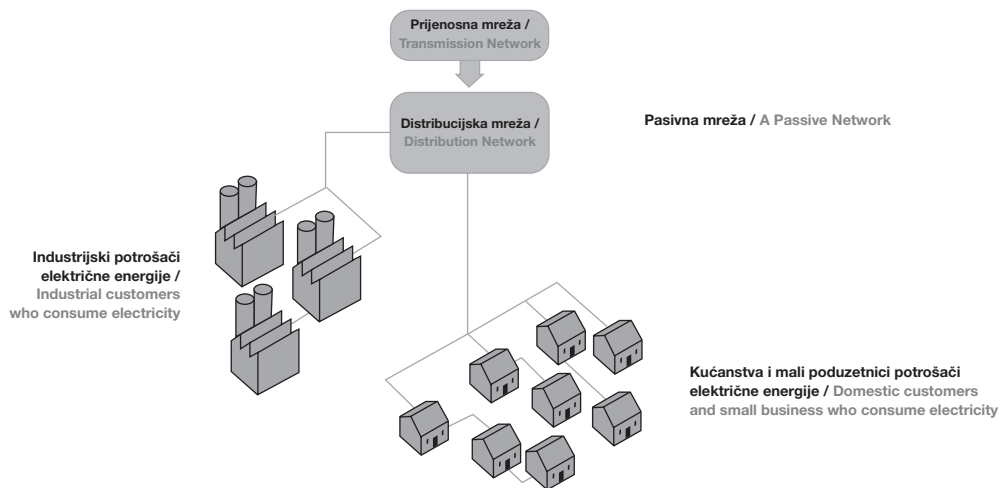 Prijenosna mreža /
Transmission Network
Distribucijska mreža /
Distribution Network
Pasivna mreža / A Passive Network
Industrijski potrošači
električne energije /
Industrial customers
who consume electricity
Kućanstva i mali poduzetnici potrošači
električne energije / Domestic customers
and small business who consume electricity